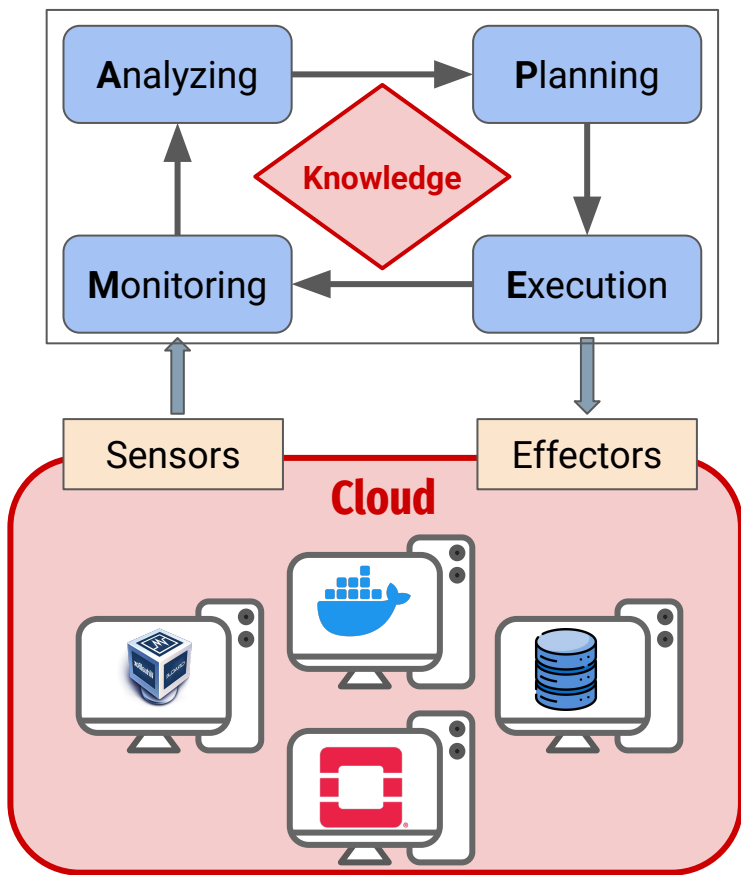 Analyzing
Planning
Knowledge
Monitoring
Execution
Sensors
Effectors
Cloud